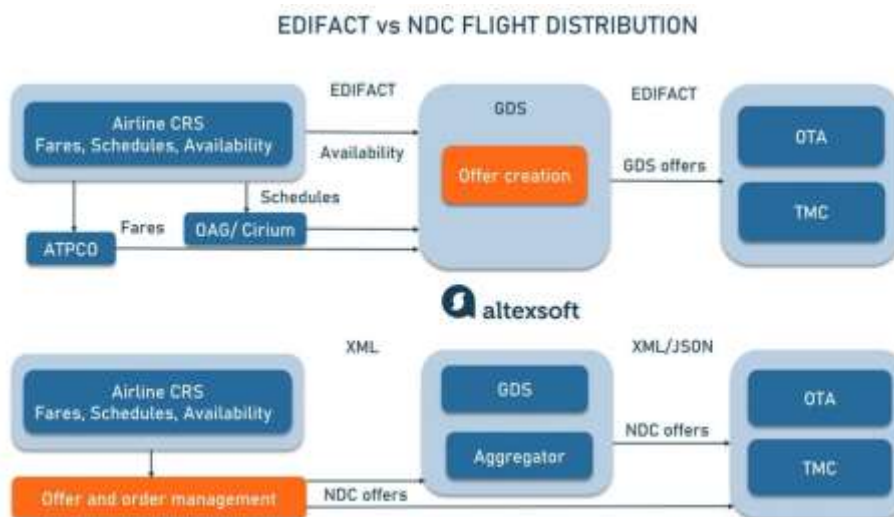 EDIFACT vs NDC FLIGHT DISTRIBUTION
EDIFACT
GDS
EDIFACT
Airline CRS
Fares, Schedules, Availability
Availability
Offer creation
GDS offers
OTA
TMC
Schedules
Fares
OAG/ Cirium
ATPCO
altexsoft
XML
XML/JSON
Airline CRS
Fares, Schedules, Availability
GDS
Aggregator
NDC offers
OTA
TMC
Offer and order management
NDC offers